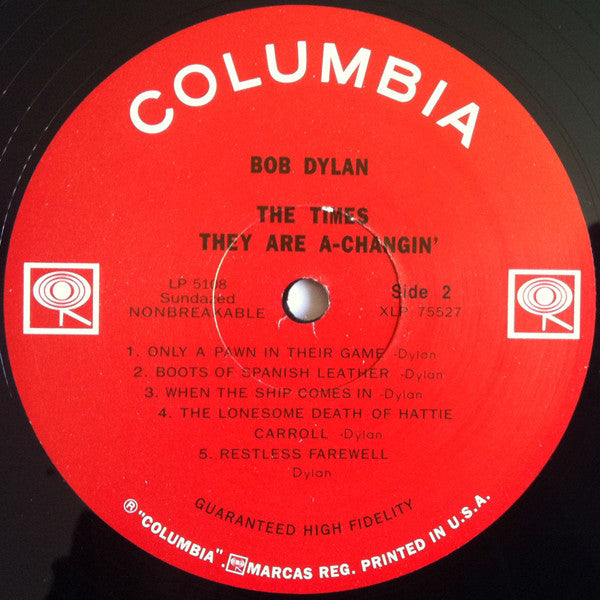 COLUMBIA
BOB DYLAN
THE TIMES
THEY ARE A-CHANGIN'
LP 5108
Sundazed
NONBREAKABLE
Side 2
XLP 75527
1. ONLY A PAWN IN THEIR GAME -Dylan
2. BOOTS OF SPANISH LEATHER -Dylan
3. WHEN THE SHIP COMES IN -Dylan
4. THE LONESOME DEATH OF HATTIE
CARROLL -Dylan
5. RESTLESS FAREWELL
Dylan
GUARANTEED HIGH FIDELITY
® "COLUMBIA". MARCAS REG. PRINTED IN U.S.A.